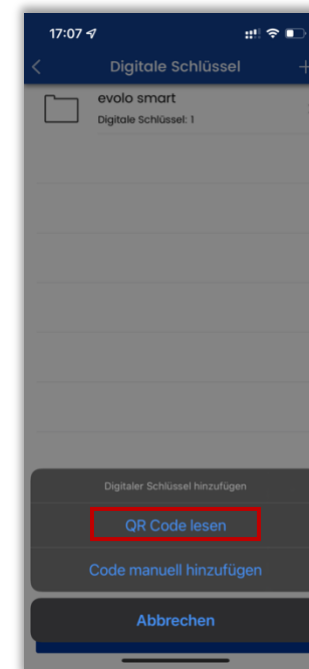 17:07
Digitale Schlüssel
evolo smart
Digitale Schlüssel: 1
Digitaler Schlüssel hinzufügen
QR Code lesen
Code manuell hinzufügen
Abbrechen